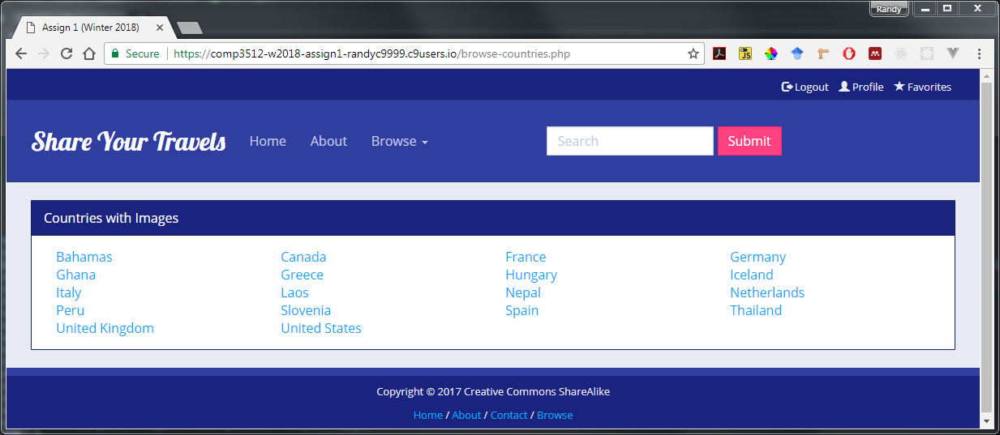 Randy
Assign 1 (Winter 2018)
Secure https://comp3512-w2018-assign1-randyc9999.c9users.io/browse-countries.php
JS
Logout Profile Favorites
Share Your Travels Home About Browse Search Submit
Countries with Images
Bahamas Canada France Germany
Ghana Greece Hungary Iceland
Italy Laos Nepal Netherlands
Peru Slovenia Spain Thailand
United Kingdom United States
Copyright © 2017 Creative Commons ShareAlike
Home / About / Contact / Browse